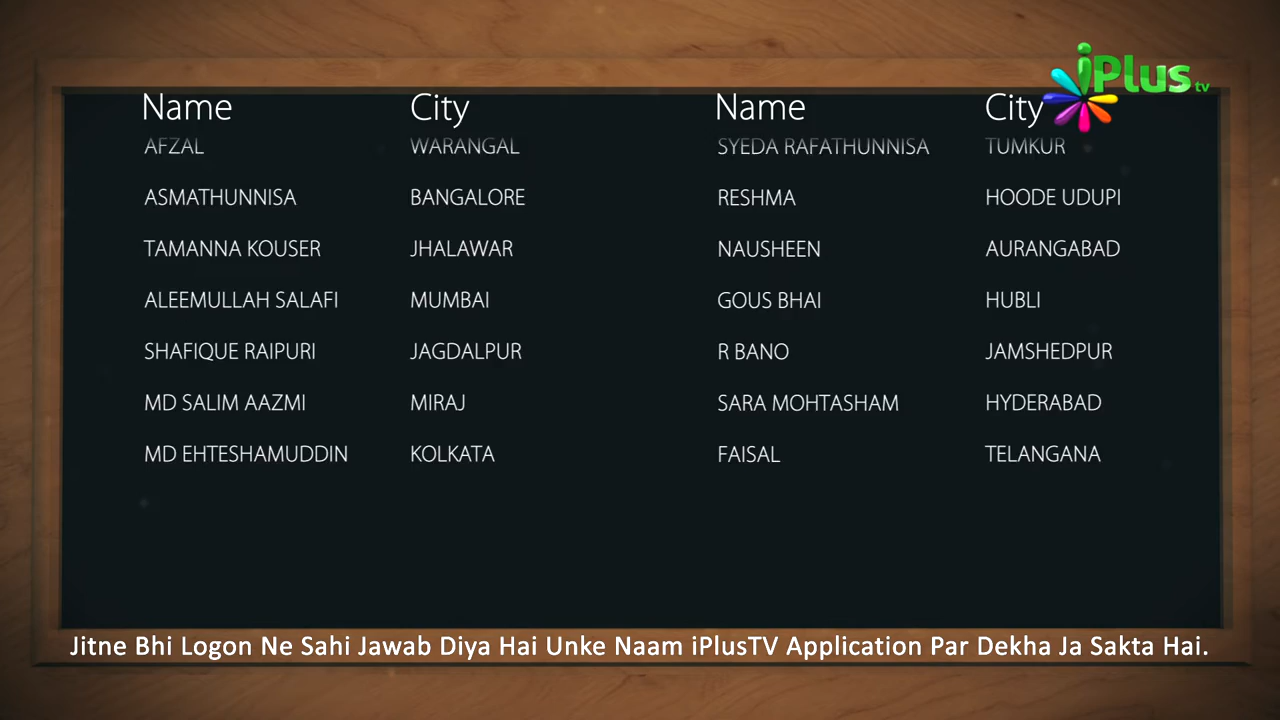 iPlus tv
Name City Name City
AFZAL WARANGAL SYEDA RAFATHUNNISA TUMKUR
ASMATHUNNISA BANGALORE RESHMA HOODE UDUPI
TAMANNA KOUSER JHALAWAR NAUSHEEN AURANGABAD
ALEEMULLAH SALAFI MUMBAI GOUS BHAI HUBLI
SHAFIQUE RAIPURI JAGDALPUR R BANO JAMSHEDPUR
MD SALIM AAZMI MIRAJ SARA MOHTASHAM HYDERABAD
MD EHTESHAMUDDIN KOLKATA FAISAL TELANGANA
Jitne Bhi Logon Ne Sahi Jawab Diya Hai Unke Naam iPlusTV Application Par Dekha Ja Sakta Hai.